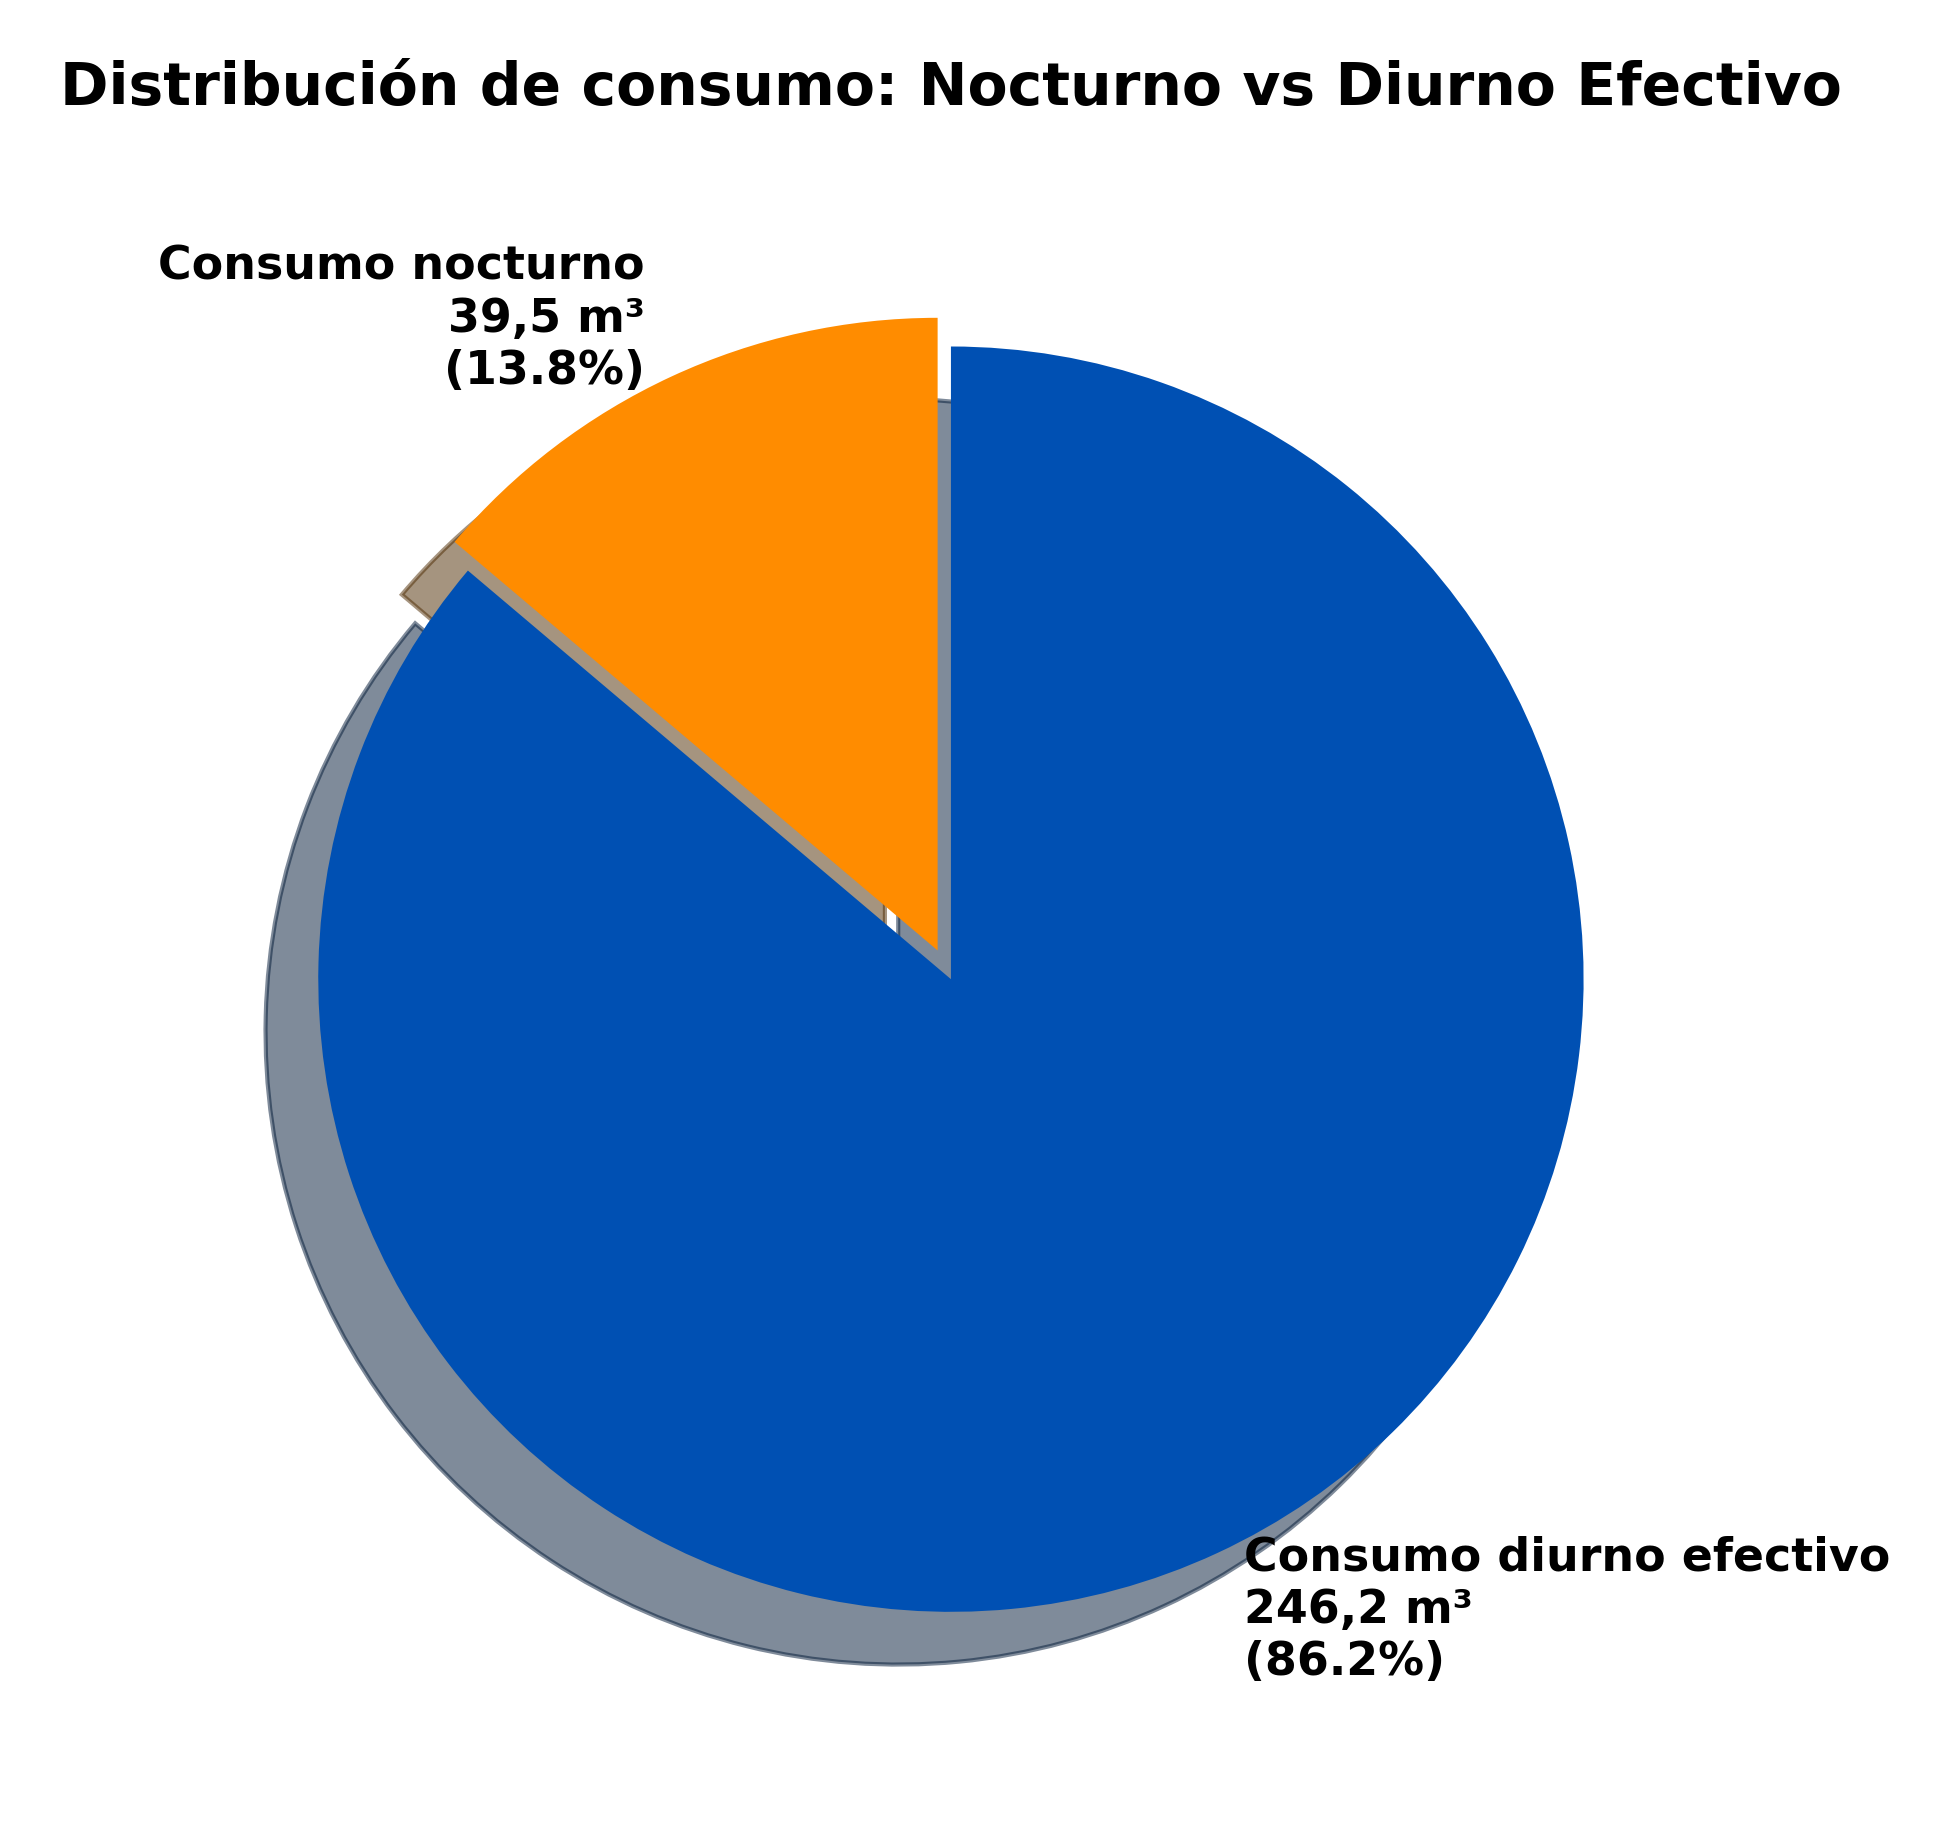 Distribución de consumo: Nocturno vs Diurno Efectivo
Consumo nocturno
39,5 m³
(13.8%)
Consumo diurno efectivo
246,2 m³
(86.2%)